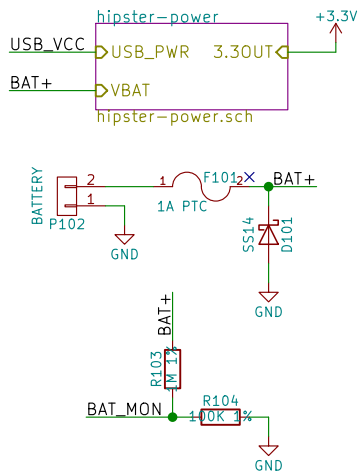 hipster-power
+3.3V
USB_VCC
USB_PWR
3.3OUT
BAT+
VBAT
hipster-power.sch
BATTERY
2
1
P102
GND
1
F101
2
1A PTC
BAT+
SS14
D101
GND
BAT+
R103
1M 1%
BAT_MON
R104
100K 1%
GND